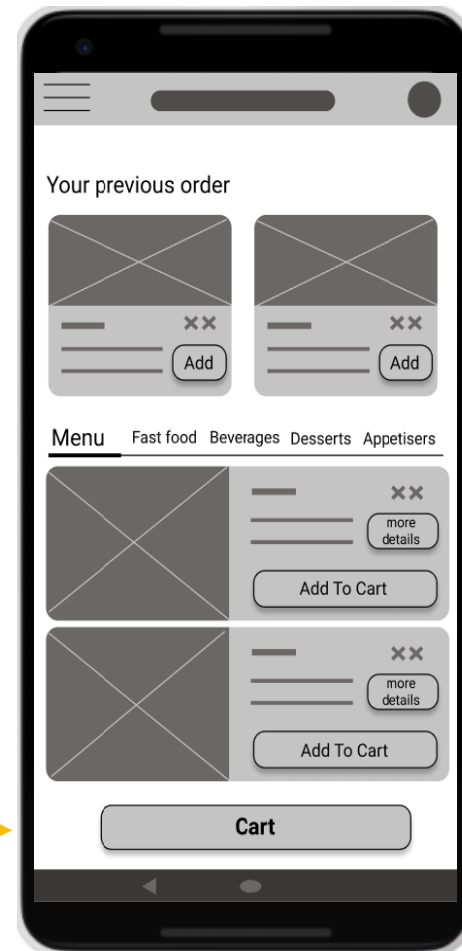 Your previous order
Add
Add
Menu Fast food Beverages Desserts Appetisers
more
details
Add To Cart
more
details
Add To Cart
Cart